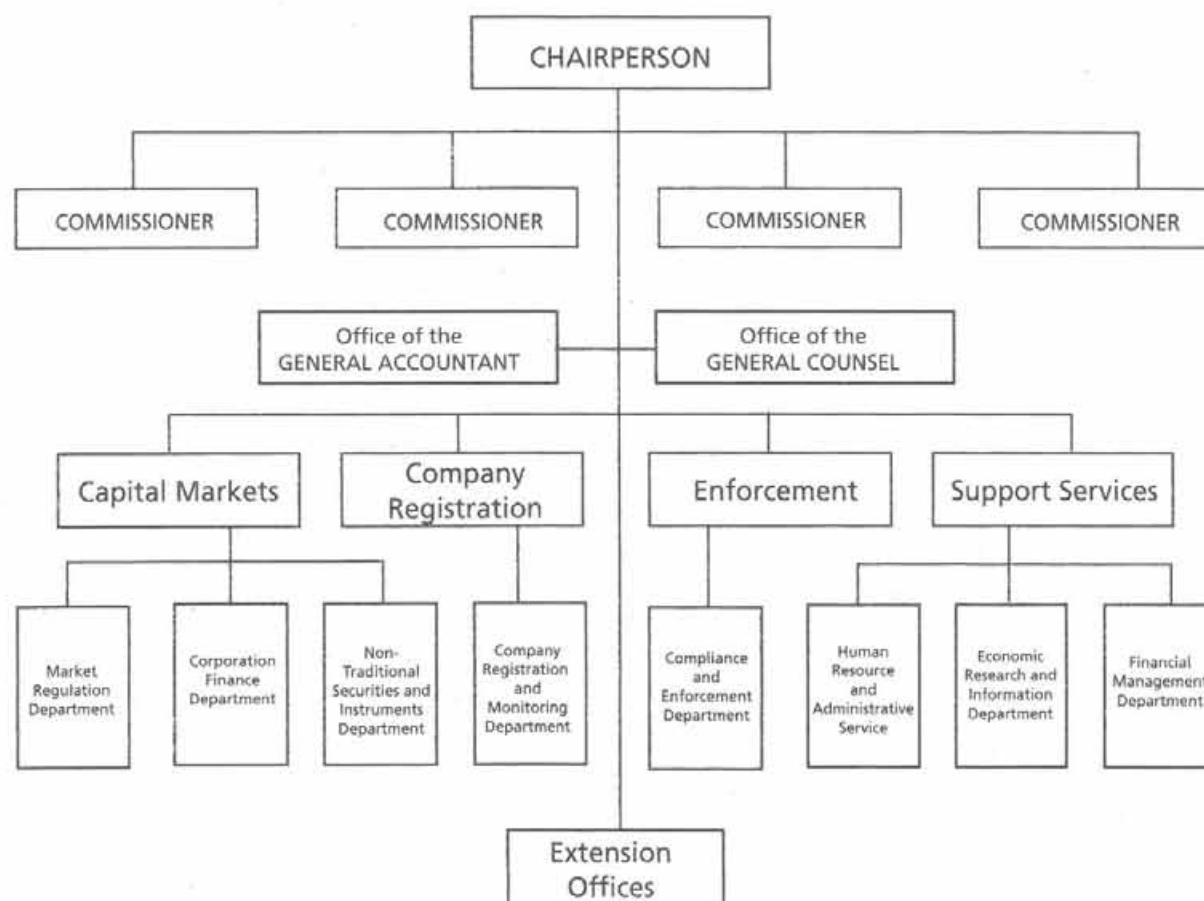 CHAIRPERSON
COMMISSIONER
COMMISSIONER
COMMISSIONER
COMMISSIONER
Office of the
GENERAL ACCOUNTANT
Office of the
GENERAL COUNSEL
Capital Markets
Company
Registration
Enforcement
Support Services
Market
Regulation
Department
Corporation
Finance
Department
Non-
Traditional
Securities and
Instruments
Department
Company
Registration
and
Monitoring
Department
Compliance
and
Enforcement
Department
Human
Resource
and
Administrative
Service
Economic
Research and
Information
Department
Financial
Management
Department
Extension
Offices